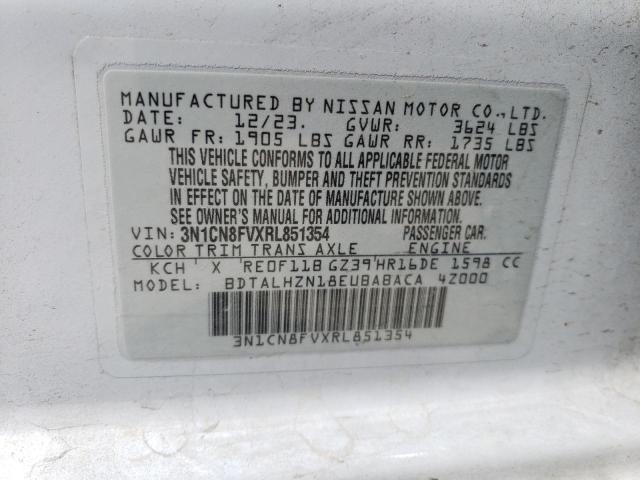 MANUFACTURED BY NISSAN MOTOR CO., LTD.
DATE: 12/23. GVWR: 3624 LBS
GAWR FR: 1905 LBS GAWR RR: 1735 LBS
THIS VEHICLE CONFORMS TO ALL APPLICABLE FEDERAL MOTOR
VEHICLE SAFETY, BUMPER AND THEFT PREVENTION STANDARDS
IN EFFECT ON THE DATE OF MANUFACTURE SHOWN ABOVE.
SEE OWNER'S MANUAL FOR ADDITIONAL INFORMATION.
VIN: 3N1CN8FVXRL851354 PASSENGER CAR.
COLOR TRIM TRANS AXLE ENGINE
KCH ' X 'RE0F11B GZ39'HR16DE 1598 CC
MODEL: BDTALHZN18EUBABACA 4Z000
3N1CN8FVXRL851354